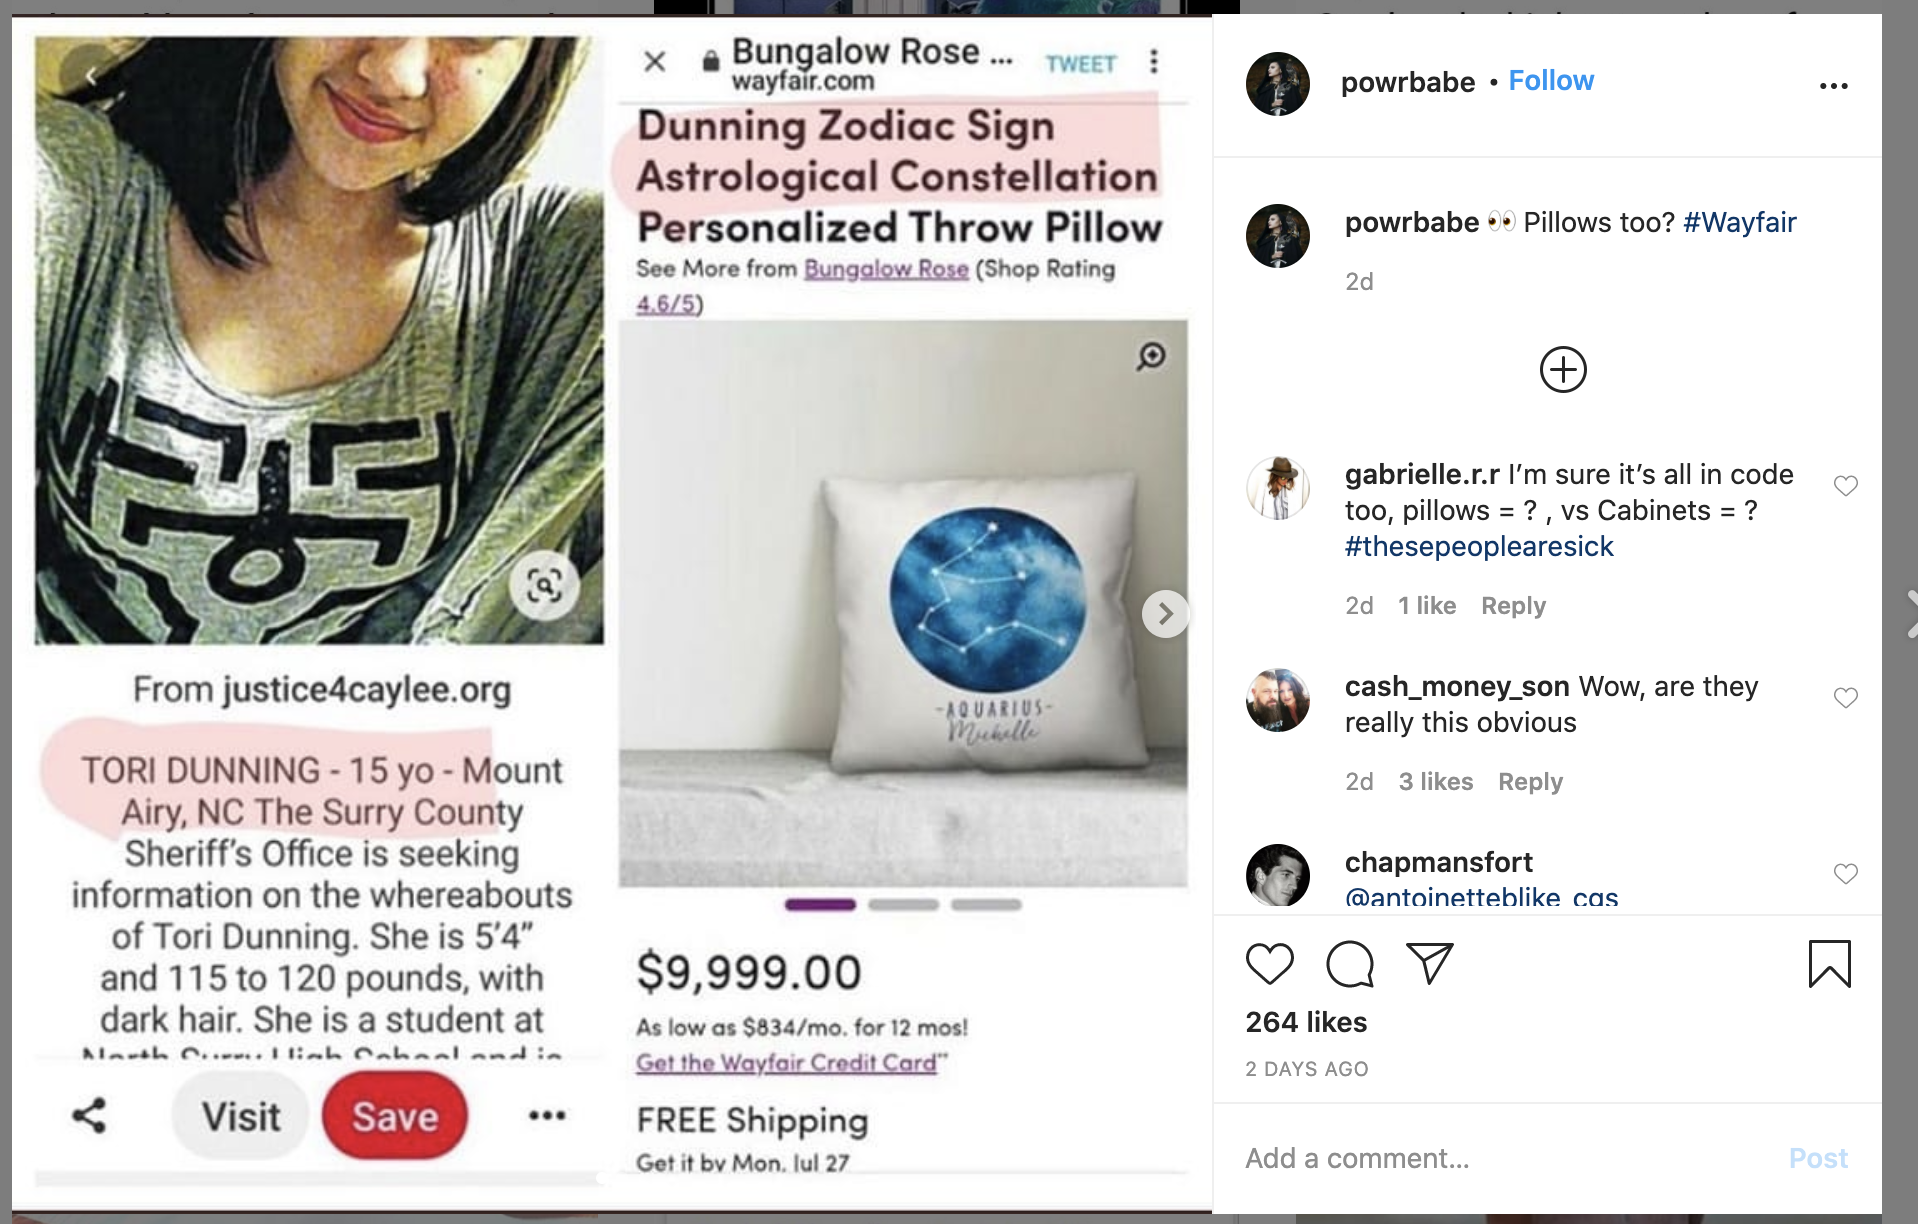 Bungalow Rose ...
wayfair.com
TWEET
Dunning Zodiac Sign
Astrological Constellation
Personalized Throw Pillow
See More from Bungalow Rose (Shop Rating
4.6/5)
-AQUARIUS-
Michelle
$9,999.00
As low as $834/mo. for 12 mos!
Get the Wayfair Credit Card**
FREE Shipping
Get it by Mon, Jul 27
From justice4caylee.org
TORI DUNNING - 15 yo - Mount
Airy, NC The Surry County
Sheriff's Office is seeking
information on the whereabouts
of Tori Dunning. She is 5'4”
and 115 to 120 pounds, with
dark hair. She is a student at
North Surry High School and is
Visit
Save
powrbabe • Follow
powrbabe 👀 Pillows too? #Wayfair
2d
gabrielle.r.r I’m sure it’s all in code
too, pillows = ? , vs Cabinets = ?
#thesepeoplearesick
2d 1 like Reply
cash_money_son Wow, are they
really this obvious
2d 3 likes Reply
chapmansfort
@antoinetteblike_cgs
264 likes
2 DAYS AGO
Add a comment...
Post